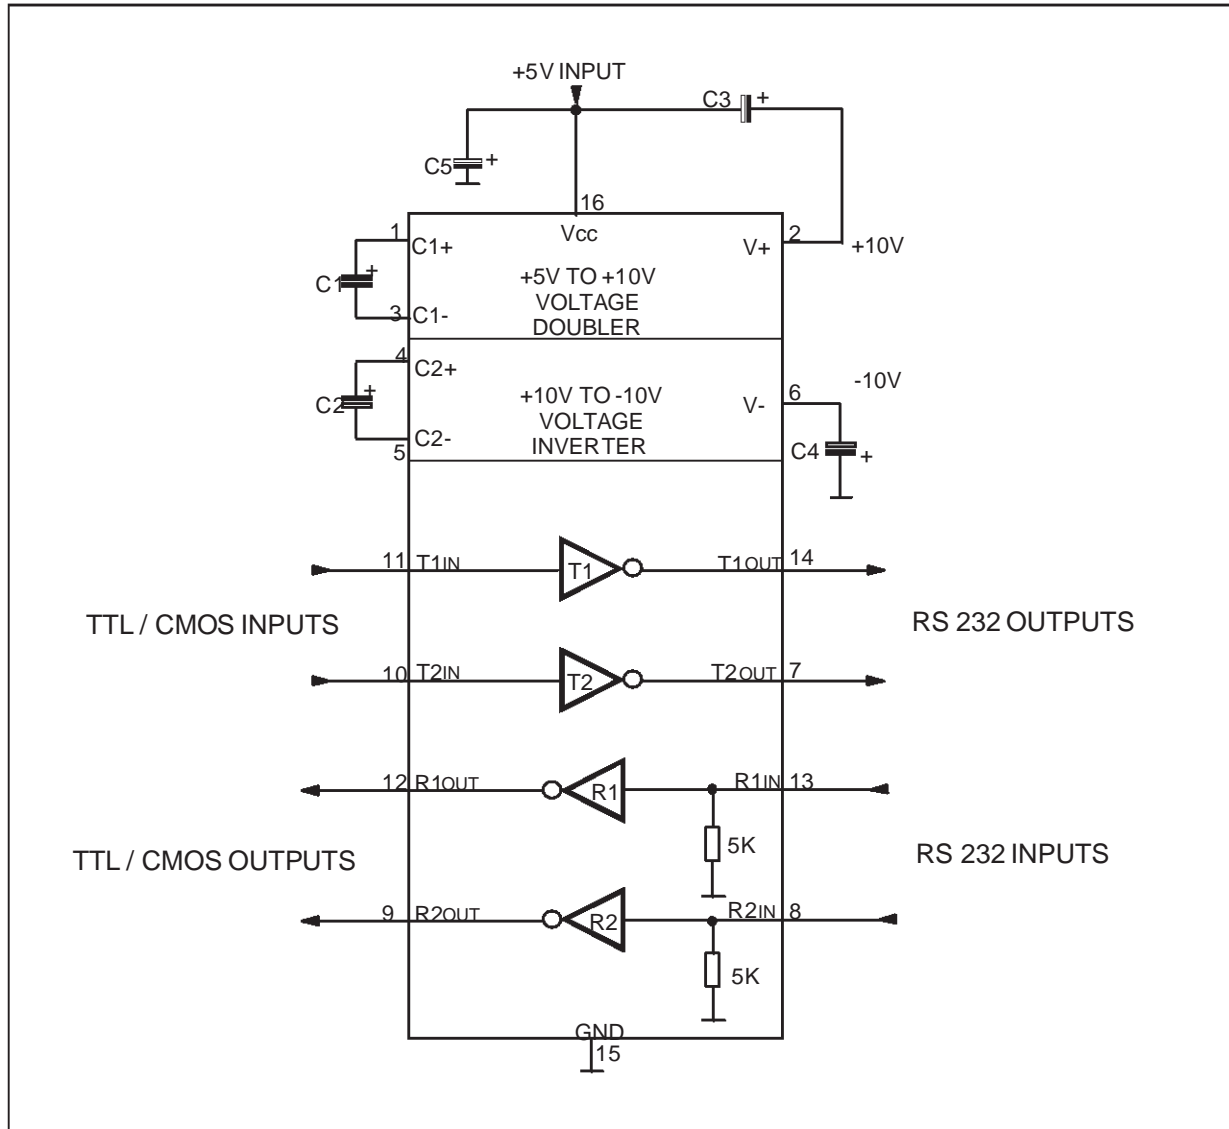 +5V INPUT
C3 +
C5 +
16
1 C1+ Vcc V+ 2 +10V
C1 +
+5V TO +10V
VOLTAGE
DOUBLER
3 C1-
4 C2+
-10V
C2 +
+10V TO -10V
VOLTAGE
INVERTER
V- 6
5 C2-
C4 +
11 T1IN T1 T1OUT 14
TTL / CMOS INPUTS RS 232 OUTPUTS
10 T2IN T2 T2OUT 7
12 R1OUT R1 R1IN 13
5K
TTL / CMOS OUTPUTS RS 232 INPUTS
9 R2OUT R2 R2IN 8
5K
GND
15